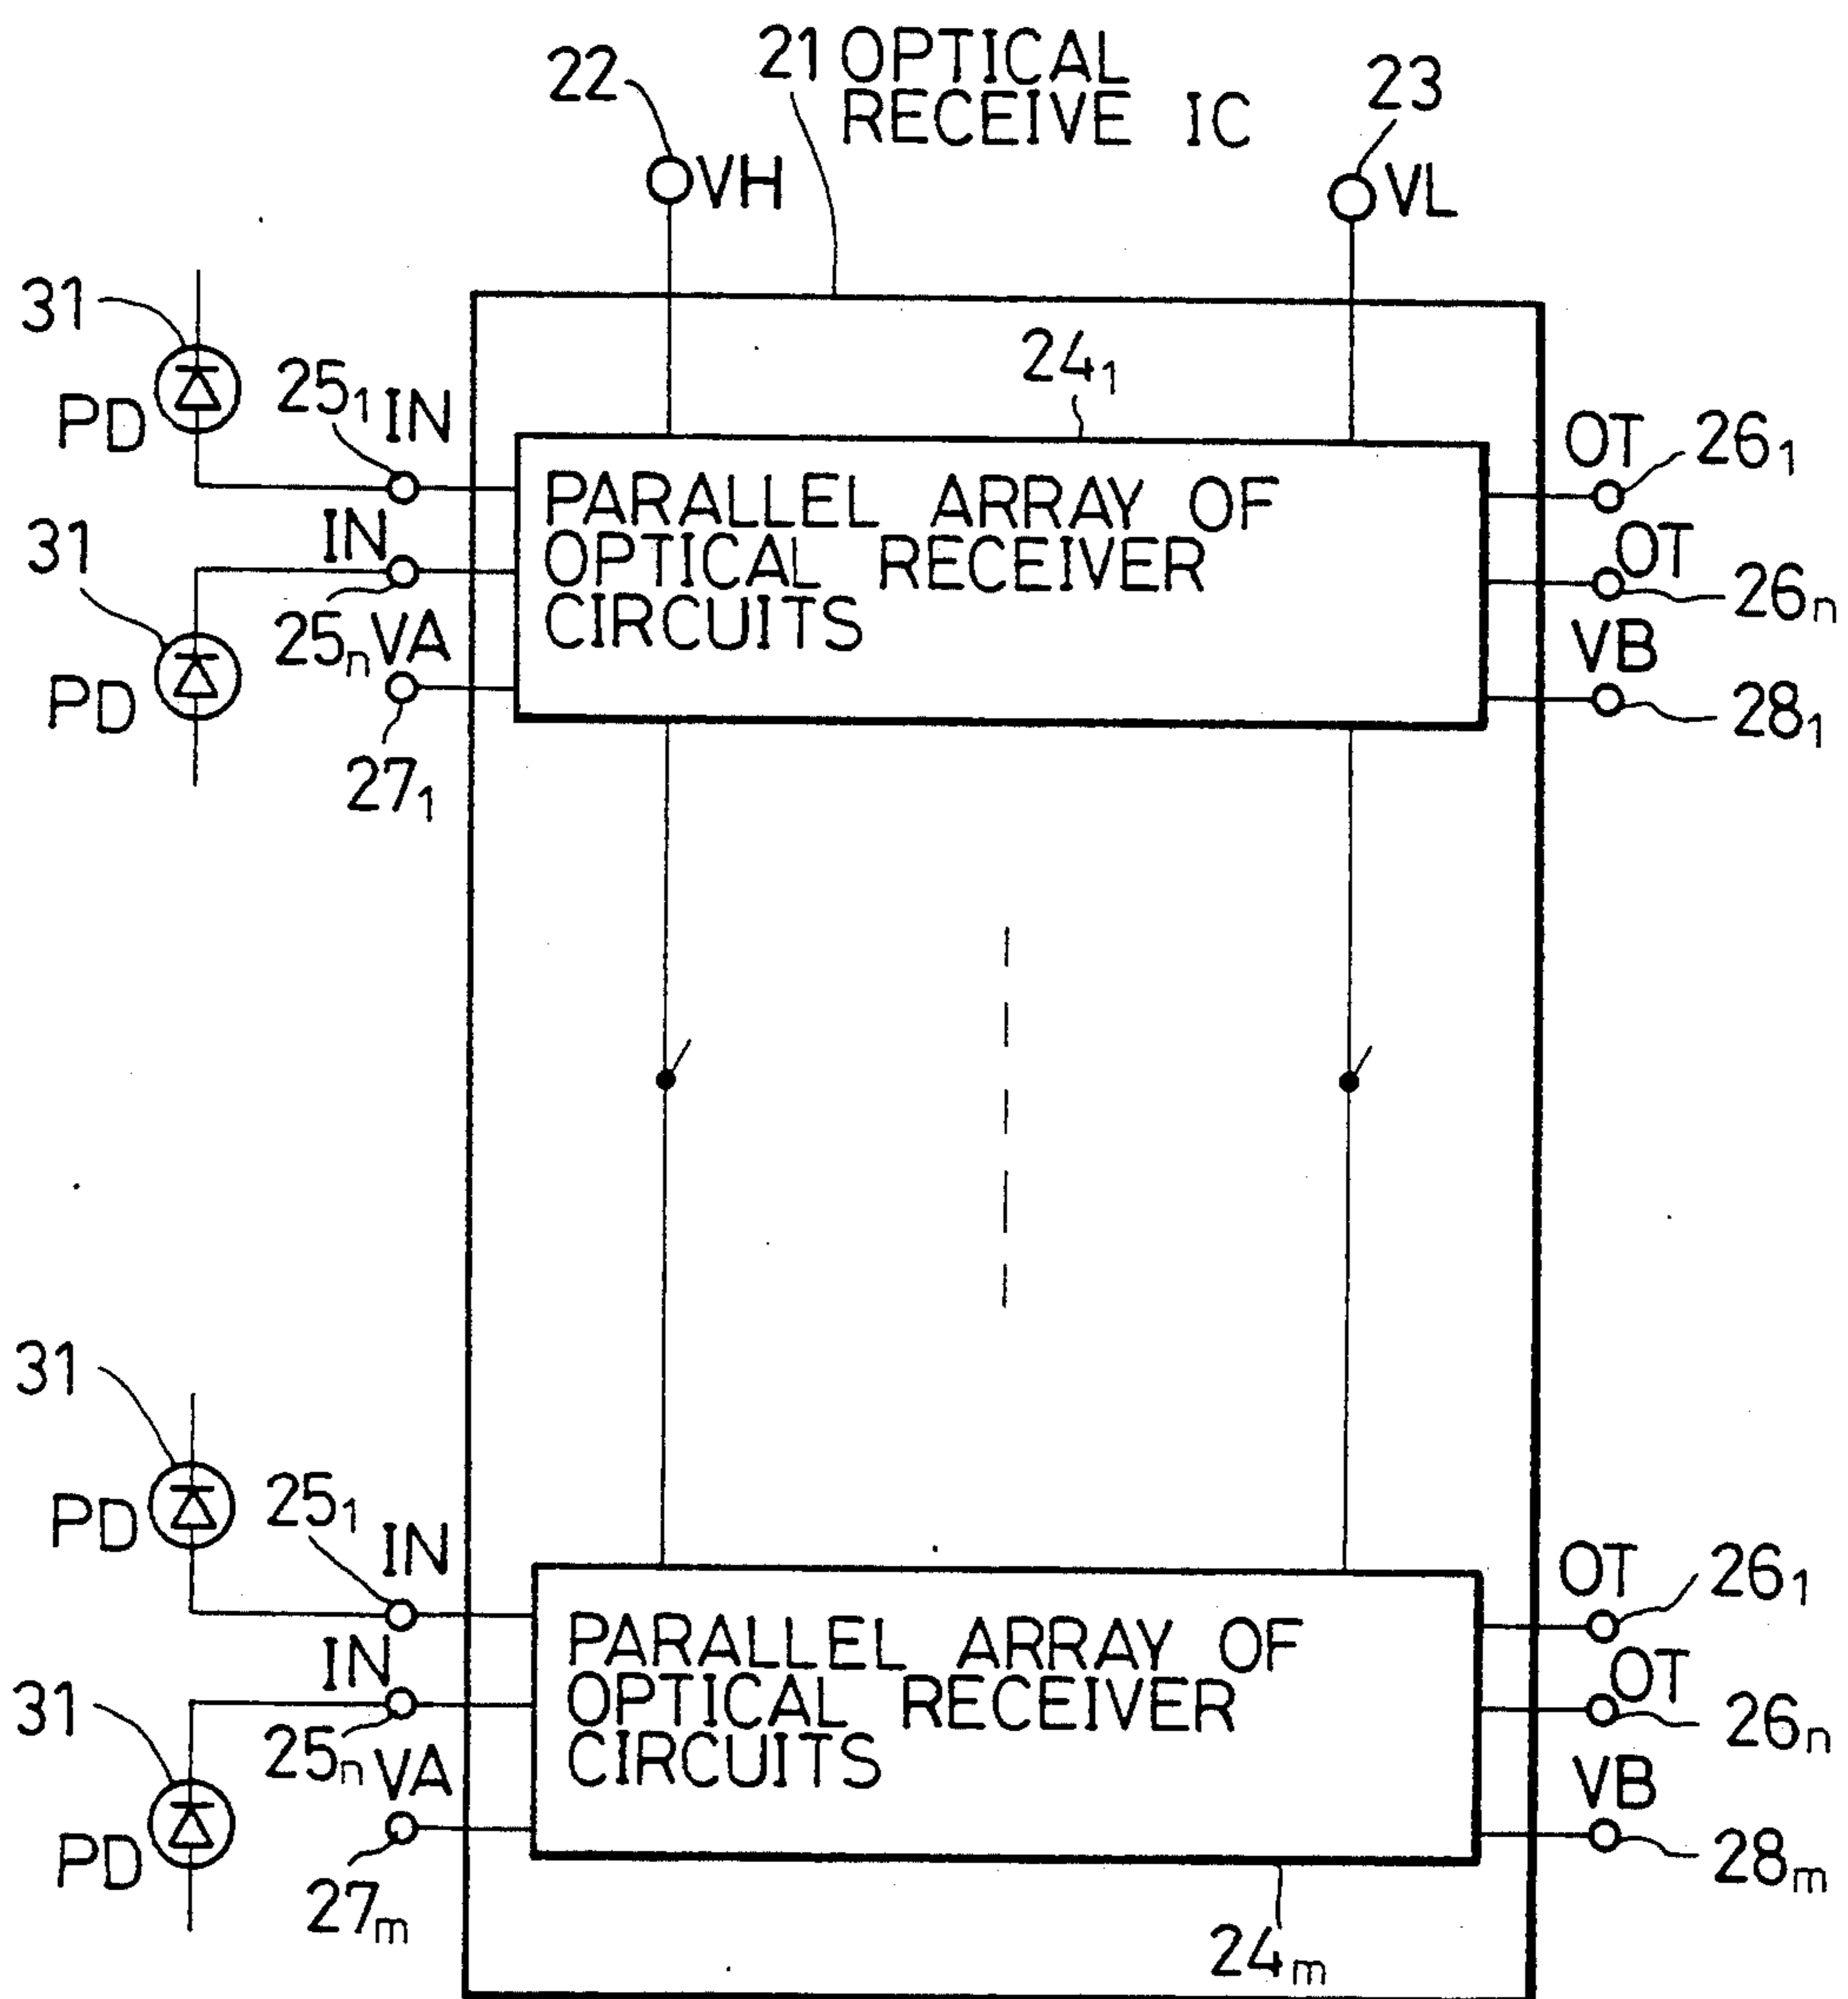 22
21 OPTICAL
RECEIVE IC
23
VH
VL
31
PD
25₁ IN
24₁
OT 26₁
PARALLEL ARRAY OF
OPTICAL RECEIVER
CIRCUITS
31
IN
OT
26ₙ
25ₙ VA
VB
PD
28₁
27₁
31
PD
25₁
IN
OT 26₁
PARALLEL ARRAY OF
OPTICAL RECEIVER
CIRCUITS
IN
OT
31
26ₙ
25ₙ VA
VB
PD
28ₘ
27ₘ
24ₘ